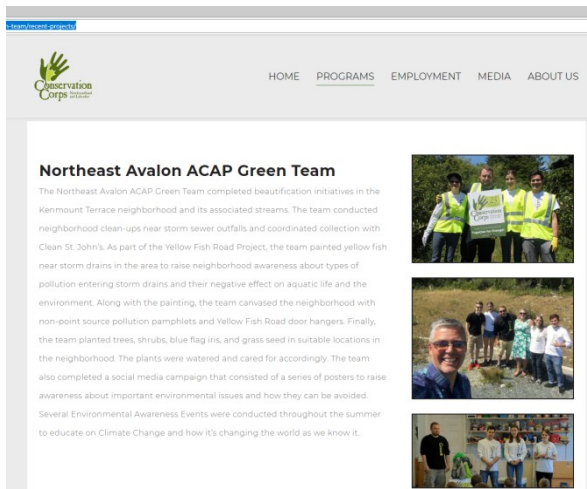 n-team/recent-projects/
Conservation
Corps Newfoundland
and Labrador
HOME PROGRAMS EMPLOYMENT MEDIA ABOUT US
Northeast Avalon ACAP Green Team
The Northeast Avalon ACAP Green Team completed beautification initiatives in the
Kenmount Terrace neighborhood and its associated streams. The team conducted
neighborhood clean-ups near storm sewer outfalls and coordinated collection with
Clean St. John's. As part of the Yellow Fish Road Project, the team painted yellow fish
near storm drains in the area to raise neighborhood awareness about types of
pollution entering storm drains and their negative effect on aquatic life and the
environment. Along with the painting, the team canvased the neighborhood with
non-point source pollution pamphlets and Yellow Fish Road door hangers. Finally,
the team planted trees, shrubs, blue flag iris, and grass seed in suitable locations in
the neighborhood. The plants were watered and cared for accordingly. The team
also completed a social media campaign that consisted of a series of posters to raise
awareness about important environmental issues and how they can be avoided.
Several Environmental Awareness Events were conducted throughout the summer
to educate on Climate Change and how it's changing the world as we know it.
Conservation
Corps